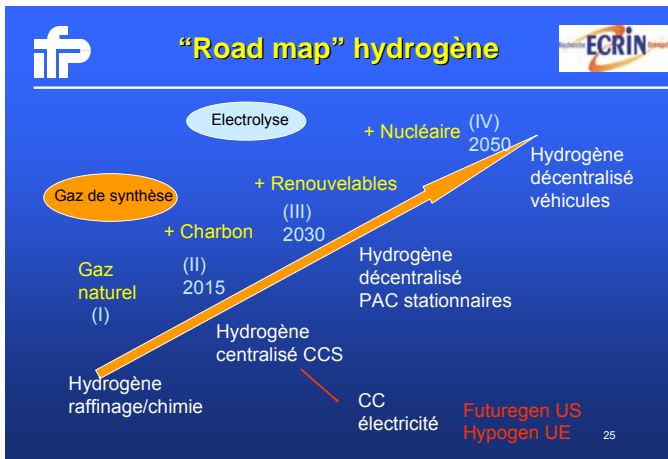 ifp
“Road map” hydrogène
Recherche ECRIN
Electrolyse
+ Nucléaire
(IV)
2050
Hydrogène
décentralisé
véhicules
Gaz de synthèse
+ Renouvelables
(III)
2030
+ Charbon
(II)
2015
Gaz
naturel
(I)
Hydrogène
décentralisé
PAC stationnaires
Hydrogène
centralisé CCS
Hydrogène
raffinage/chimie
CC
électricité
Futuregen US
Hypogen UE
25